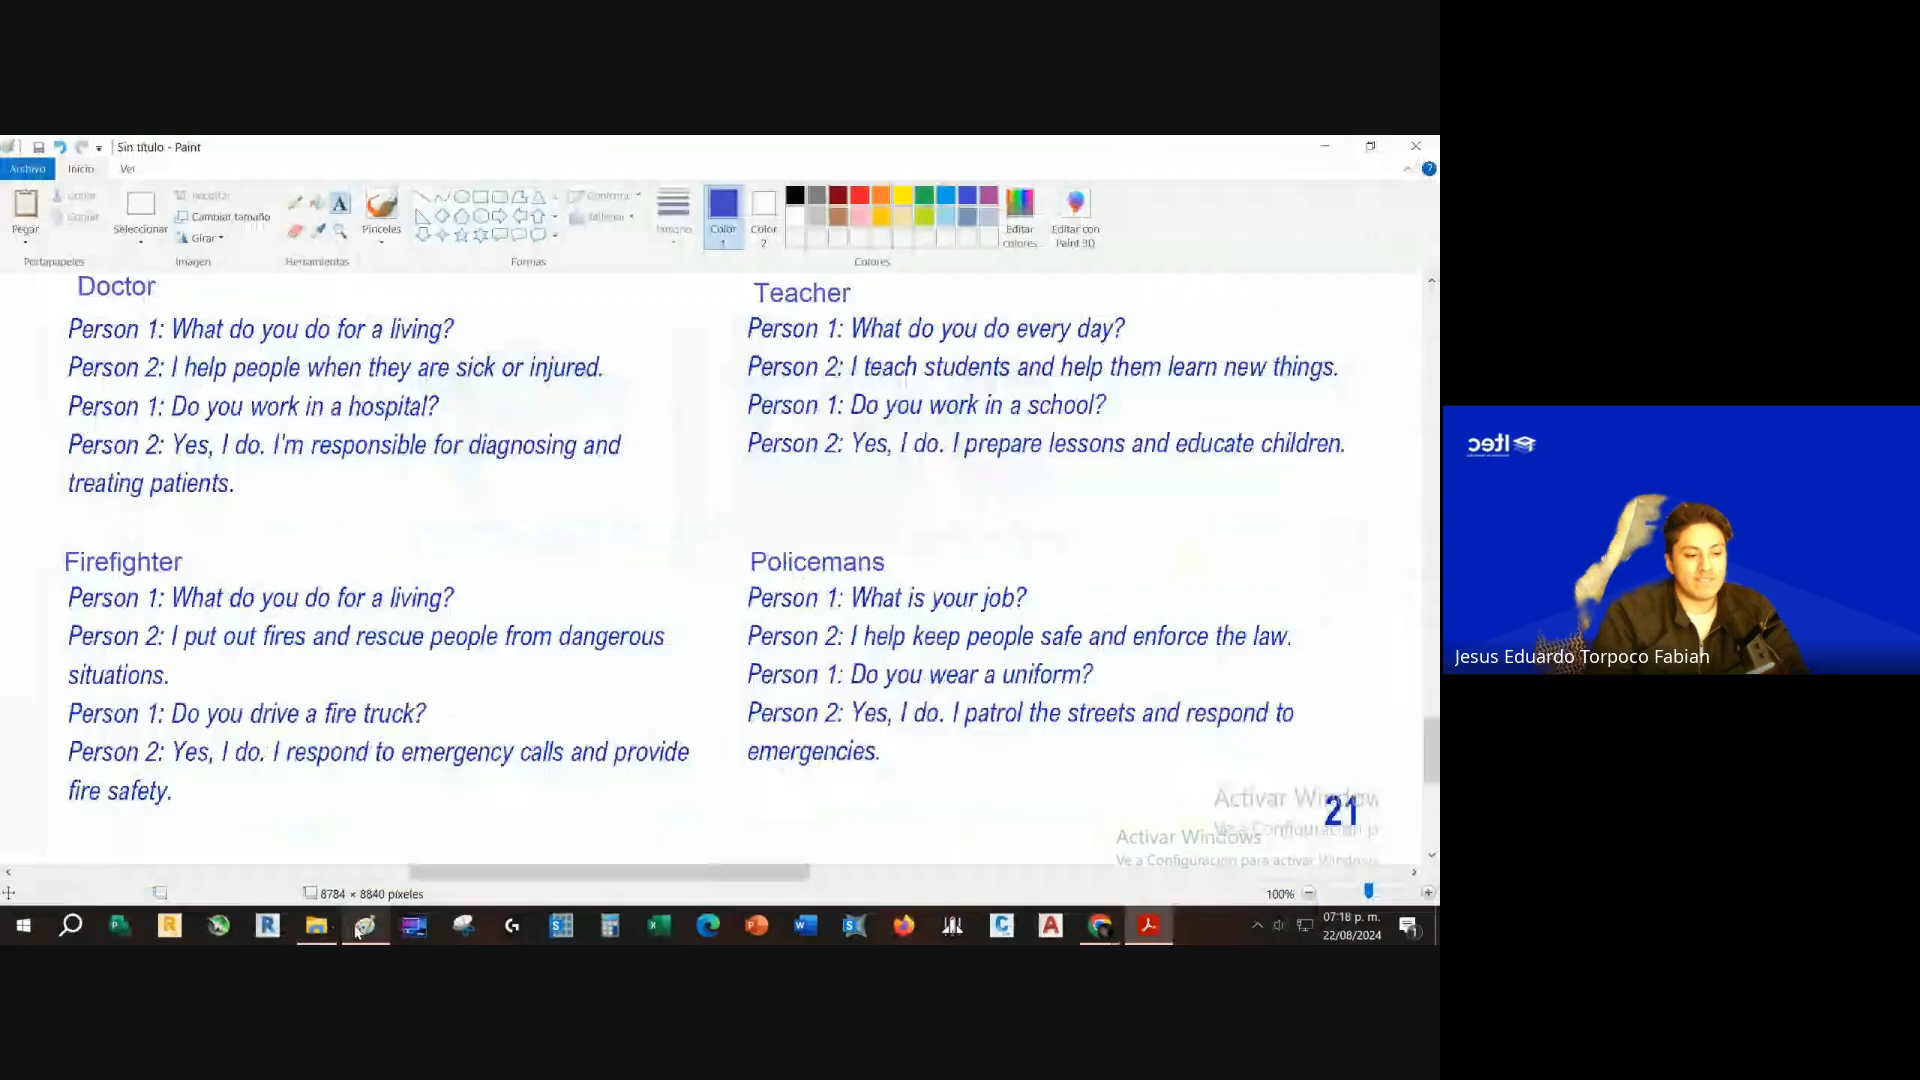 Sin título - Paint
Archivo Inicio Ver
Pegar
Cortar
Copiar
Portapapeles
Seleccionar
Recortar
Cambiar tamaño
Girar
Imagen
Herramientas
Pinceles
Formas
Contorno
Rellenar
Tamaño
Color
1
Color
2
Editar
colores
Editar con
Paint 3D
Colores
Doctor
Person 1: What do you do for a living?
Person 2: I help people when they are sick or injured.
Person 1: Do you work in a hospital?
Person 2: Yes, I do. I'm responsible for diagnosing and
treating patients.
Teacher
Person 1: What do you do every day?
Person 2: I teach students and help them learn new things.
Person 1: Do you work in a school?
Person 2: Yes, I do. I prepare lessons and educate children.
Firefighter
Person 1: What do you do for a living?
Person 2: I put out fires and rescue people from dangerous
situations.
Person 1: Do you drive a fire truck?
Person 2: Yes, I do. I respond to emergency calls and provide
fire safety.
Policemans
Person 1: What is your job?
Person 2: I help keep people safe and enforce the law.
Person 1: Do you wear a uniform?
Person 2: Yes, I do. I patrol the streets and respond to
emergencies.
21
Activar Window
Ve a Configuración p
Activar Windows
Ve a Configuración para activar Windows
8784 × 8840 píxeles
100%
07:18 p. m.
22/08/2024
Itec
Jesus Eduardo Torpoco Fabian